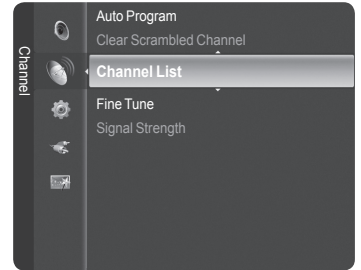 Channel
Auto Program
Clear Scrambled Channel
Channel List
Fine Tune
Signal Strength